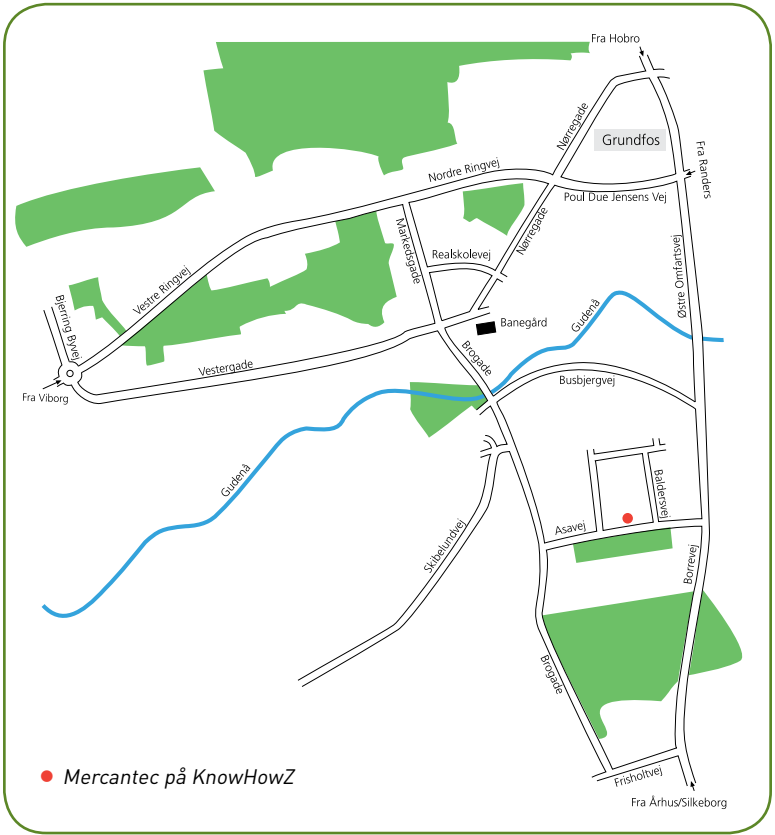 Fra Hobro
Nørregade
Grundfos
Fra Randers
Nordre Ringvej
Poul Due Jensens Vej
Nørregade
Markedsgade
Realskolevej
Østre Omfartsvej
Vestre Ringvej
Bjerring Byvej
Banegård
Gudenå
Brogade
Vestergade
Busbjergvej
Fra Viborg
Gudenå
Baldersvej
Asavej
Skibelundvej
Borrevej
Brogade
Mercantec på KnowHowZ
Frisholtvej
Fra Århus/Silkeborg